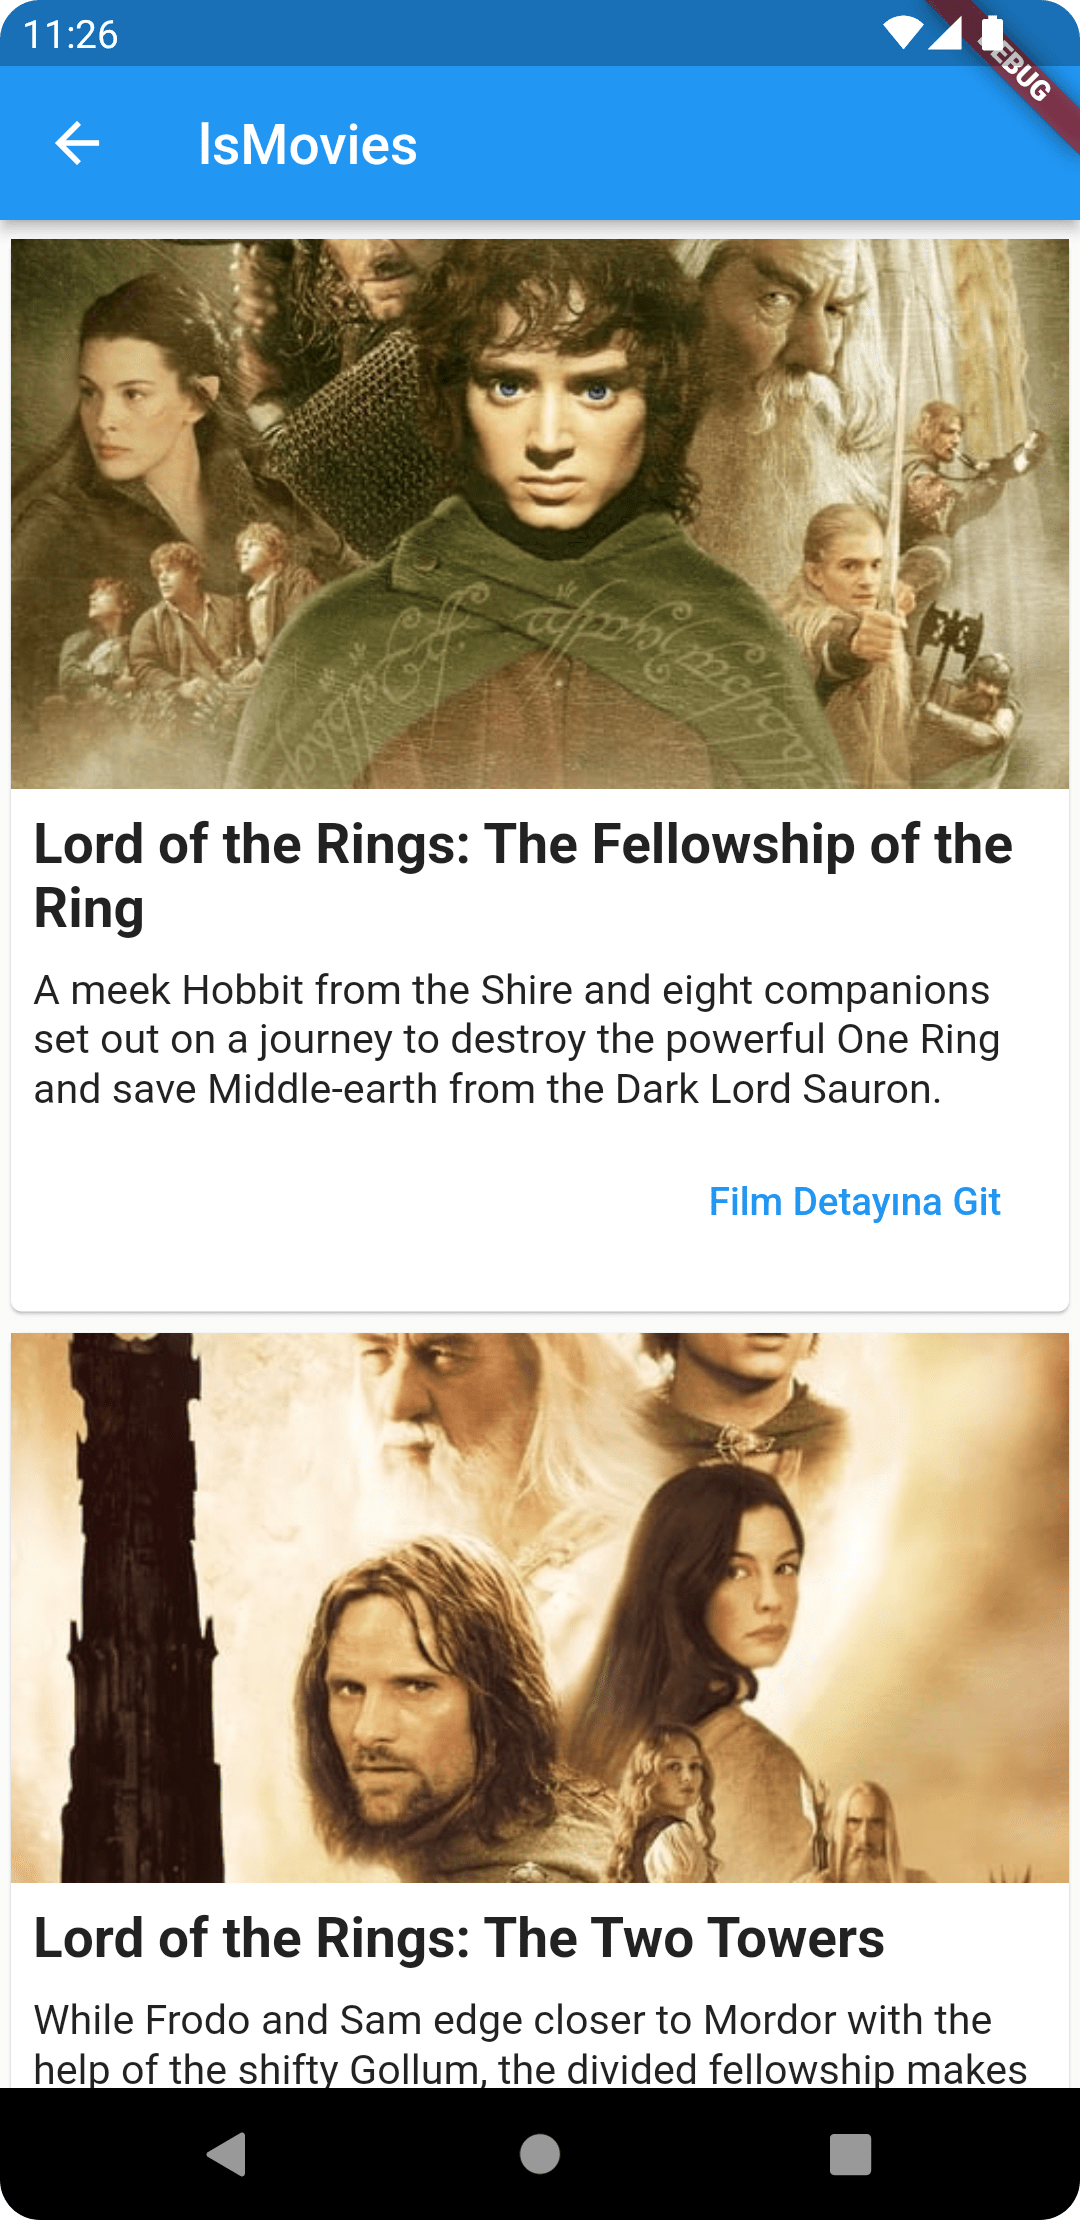 11:26
DEBUG
IsMovies
Lord of the Rings: The Fellowship of the
Ring
A meek Hobbit from the Shire and eight companions
set out on a journey to destroy the powerful One Ring
and save Middle-earth from the Dark Lord Sauron.
Film Detayına Git
Lord of the Rings: The Two Towers
While Frodo and Sam edge closer to Mordor with the
help of the shifty Gollum, the divided fellowship makes